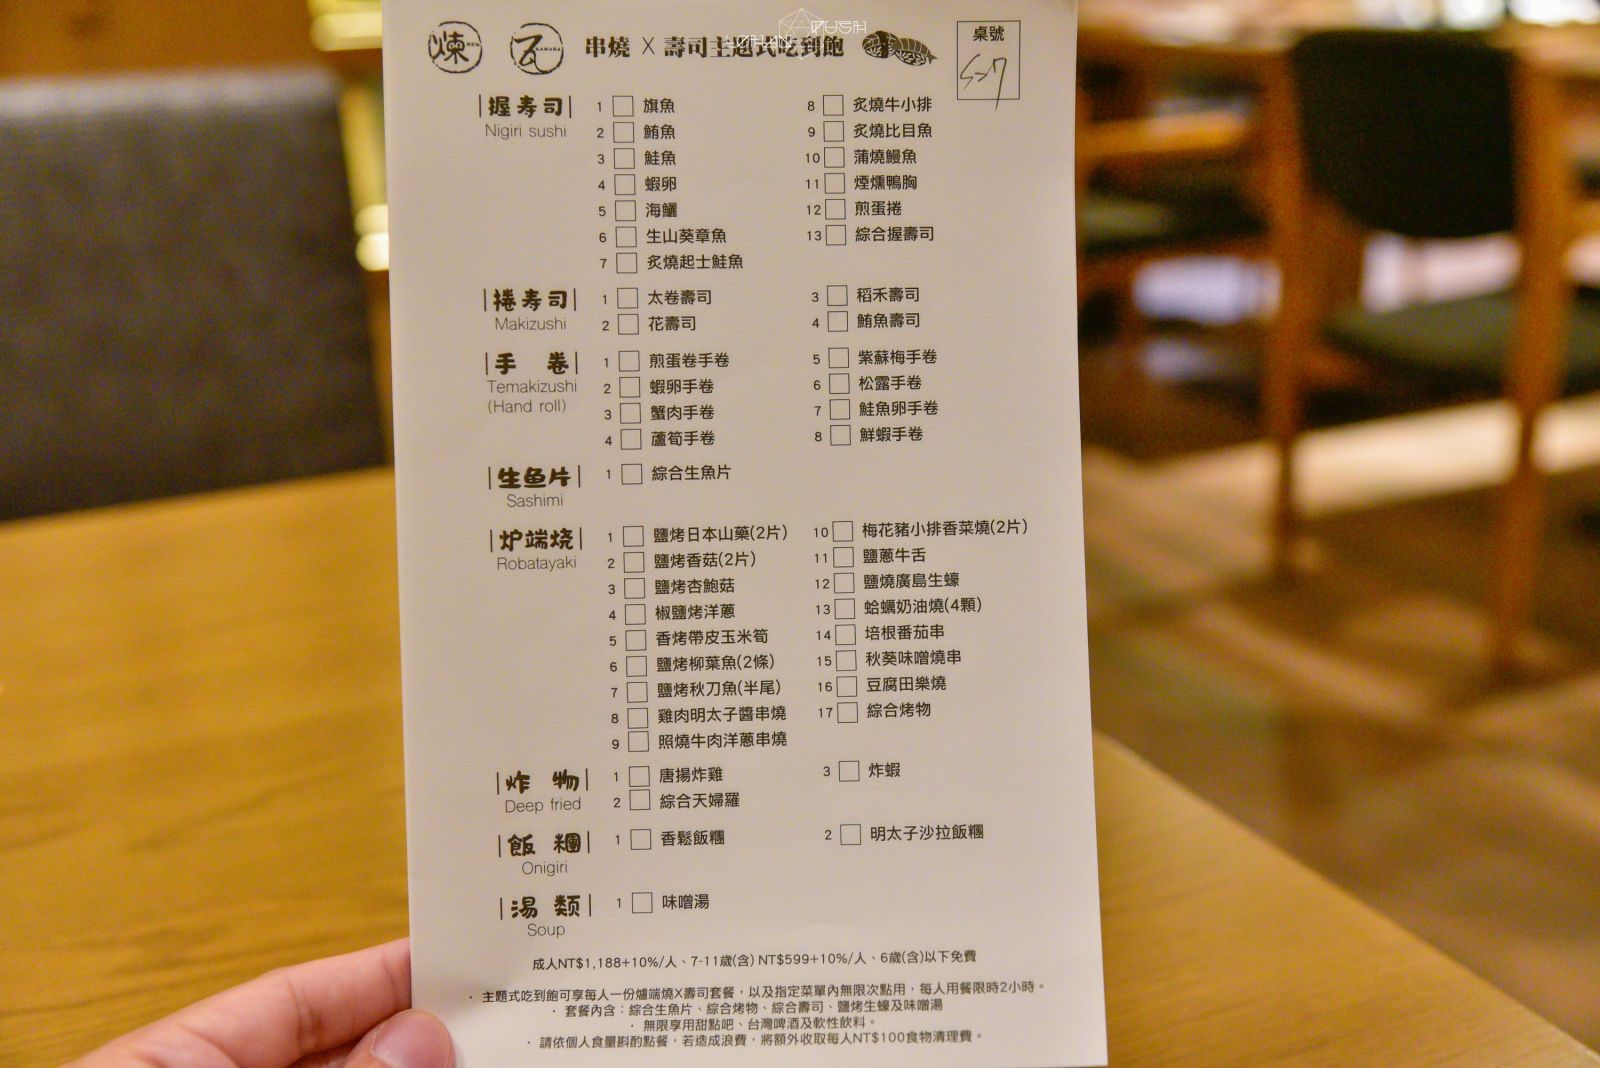 煉 REN 瓦 KAWARA 串燒 X 壽司主題式吃到飽
桌號
|握寿司|
Nigiri sushi
1 旗魚
2 鮪魚
3 鮭魚
4 蝦卵
5 海鱺
6 生山葵章魚
7 炙燒起士鮭魚
8 炙燒牛小排
9 炙燒比目魚
10 蒲燒鰻魚
11 煙燻鴨胸
12 煎蛋捲
13 綜合握壽司
|捲寿司|
Makizushi
1 太卷壽司
2 花壽司
3 稻禾壽司
4 鮪魚壽司
|手 卷|
Temakizushi
(Hand roll)
1 煎蛋卷手卷
2 蝦卵手卷
3 蟹肉手卷
4 蘆筍手卷
5 紫蘇梅手卷
6 松露手卷
7 鮭魚卵手卷
8 鮮蝦手卷
|生鱼片|
Sashimi
1 綜合生魚片
|炉端烧|
Robatayaki
1 鹽烤日本山藥(2片)
2 鹽烤香菇(2片)
3 鹽烤杏鮑菇
4 椒鹽烤洋蔥
5 香烤帶皮玉米筍
6 鹽烤柳葉魚(2條)
7 鹽烤秋刀魚(半尾)
8 雞肉明太子醬串燒
9 照燒牛肉洋蔥串燒
10 梅花豬小排香菜燒(2片)
11 鹽蔥牛舌
12 鹽燒廣島生蠔
13 蛤蠣奶油燒(4顆)
14 培根番茄串
15 秋葵味噌燒串
16 豆腐田樂燒
17 綜合烤物
|炸 物|
Deep fried
1 唐揚炸雞
2 綜合天婦羅
3 炸蝦
|飯 糰|
Onigiri
1 香鬆飯糰
2 明太子沙拉飯糰
|湯 類|
Soup
1 味噌湯
成人NT$1,188+10%/人、7-11歲(含) NT$599+10%/人、6歲(含)以下免費
· 主題式吃到飽可享每人一份爐端燒X壽司套餐，以及指定菜單內無限次點用，每人用餐限時2小時。
· 套餐內含：綜合生魚片、綜合烤物、綜合壽司、鹽烤生蠔及味噌湯
· 無限享用甜點吧、台灣啤酒及軟性飲料。
· 請依個人食量斟酌點餐，若造成浪費，將額外收取每人NT$100食物清理費。